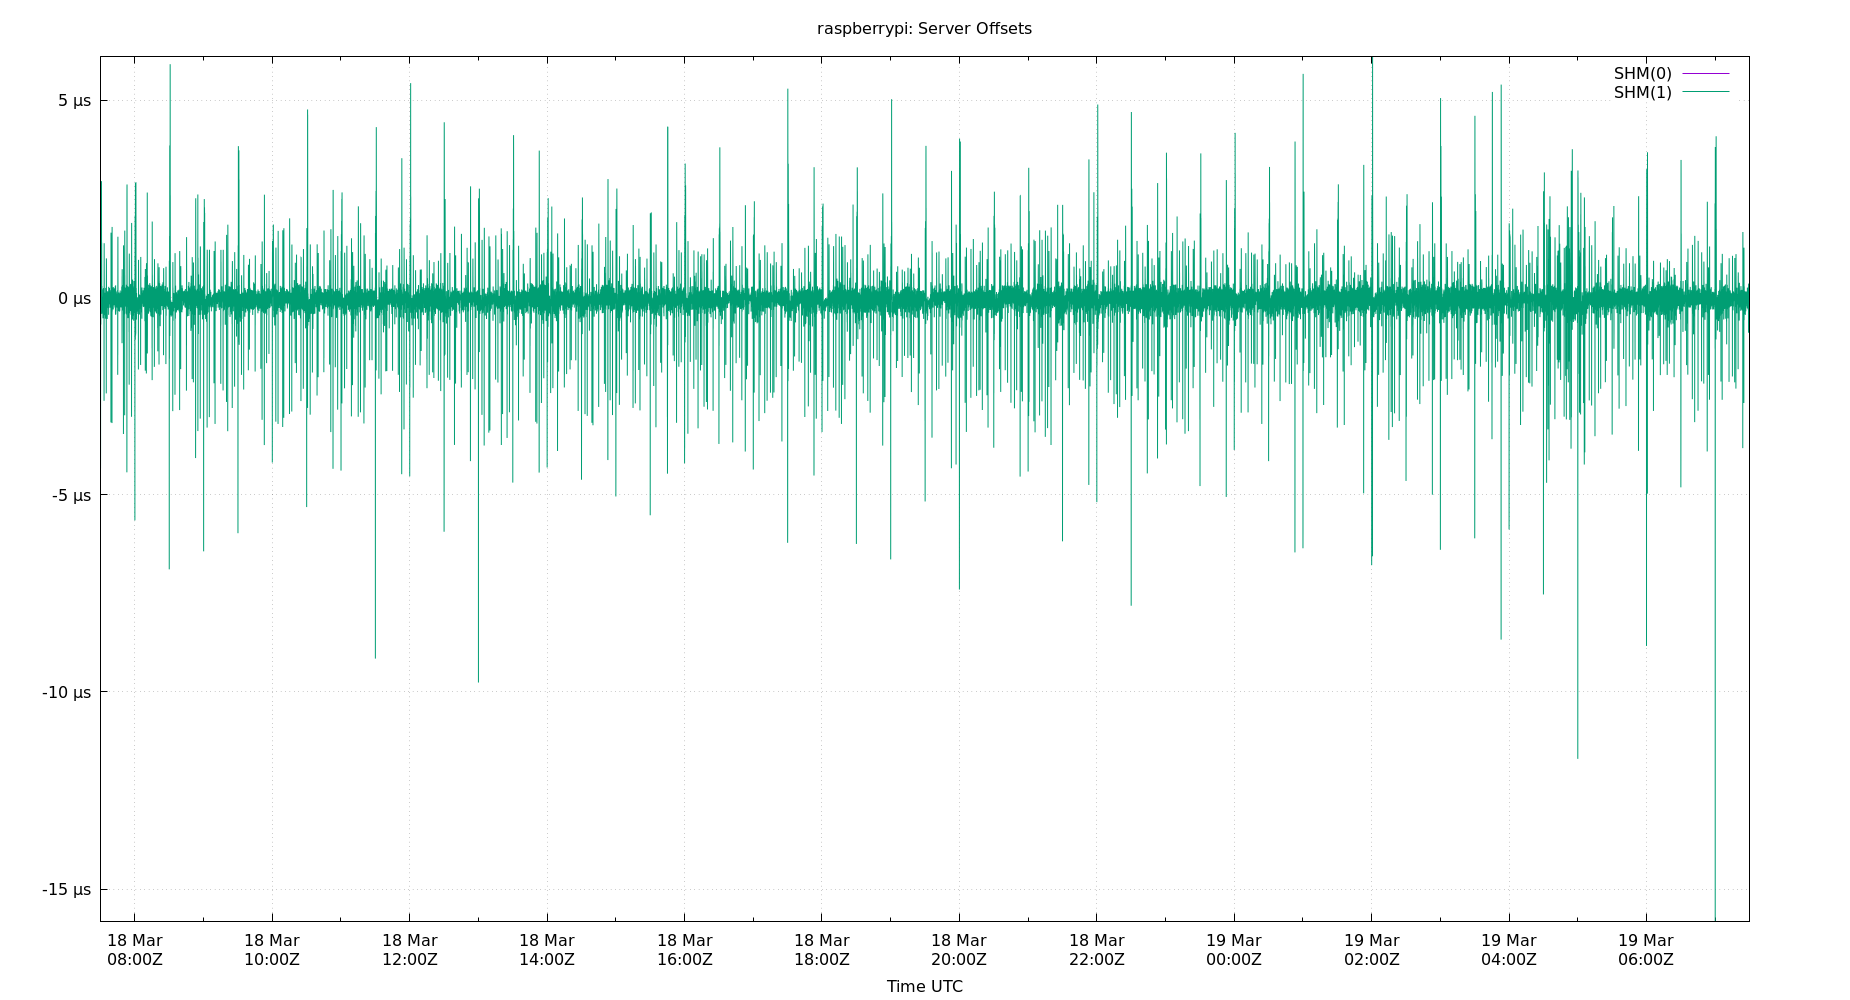 raspberrypi: Server Offsets
SHM(0)
SHM(1)
5 µs
0 µs
-5 µs
-10 µs
-15 µs
18 Mar 18 Mar 18 Mar 18 Mar 18 Mar 18 Mar 18 Mar 18 Mar 19 Mar 19 Mar 19 Mar 19 Mar
08:00Z 10:00Z 12:00Z 14:00Z 16:00Z 18:00Z 20:00Z 22:00Z 00:00Z 02:00Z 04:00Z 06:00Z
Time UTC